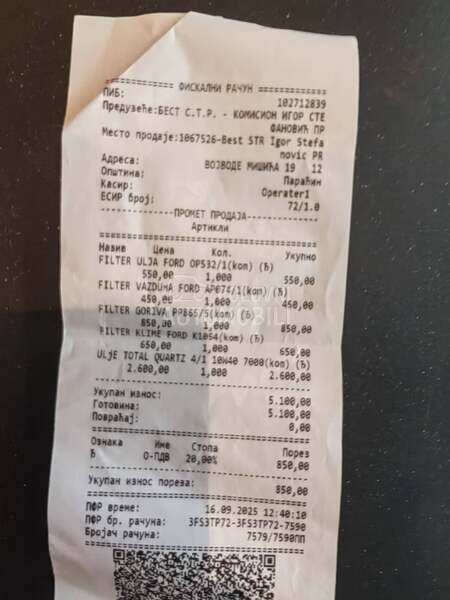 ============ ФИСКАЛНИ РАЧУН ============
ПИБ: 102712839
Предузеће:БЕСТ С.Т.Р. - КОМИСИОН ИГОР СТЕ
ФАНОВИЋ ПР
Место продаје:1067526-Best STR Igor Stefa
novic PR
Адреса: ВОЈВОДЕ МИШИЋА 19 12
Општина: Параћин
Касир: Operater1
ЕСИР број: 72/1.0
-------------ПРОМЕТ ПРОДАЈА-------------
Артикли
========================================
Назив Цена Кол. Укупно
FILTER ULJA FORD OP532/1(kom) (Ђ)
550,00 1,000 550,00
FILTER VAZDUHA FORD AP074/1(kom) (Ђ)
450,00 1,000 450,00
FILTER GORIVA PP865/5(kom) (Ђ)
850,00 1,000 850,00
FILTER KLIME FORD K1054(kom) (Ђ)
650,00 1,000 650,00
ULJE TOTAL QUARTZ 4/1 10W40 7000(kom) (Ђ)
2.600,00 1,000 2.600,00
----------------------------------------
Укупан износ: 5.100,00
Готовина: 5.100,00
Повраћај: 0,00
========================================
Ознака Име Стопа Порез
Ђ О-ПДВ 20,00% 850,00
----------------------------------------
Укупан износ пореза: 850,00
========================================
ПФР време: 16.09.2025 12:40:10
ПФР бр. рачуна: 3FS3TP72-3FS3TP72-7590
Бројач рачуна: 7579/7590ПП
========================================